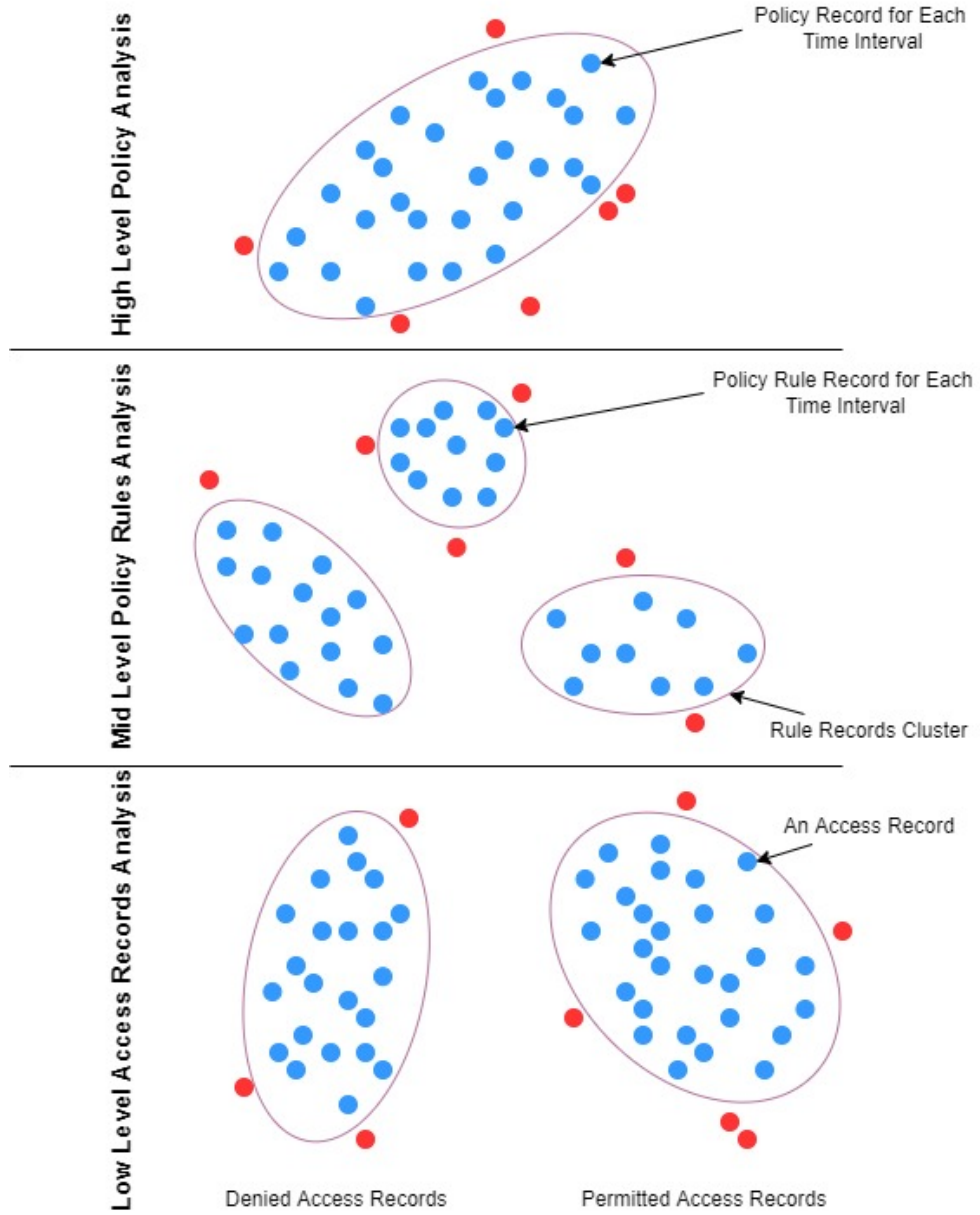 High Level Policy Analysis
Policy Record for Each
Time Interval
Mid Level Policy Rules Analysis
Policy Rule Record for Each
Time Interval
Rule Records Cluster
Low Level Access Records Analysis
An Access Record
Denied Access Records
Permitted Access Records